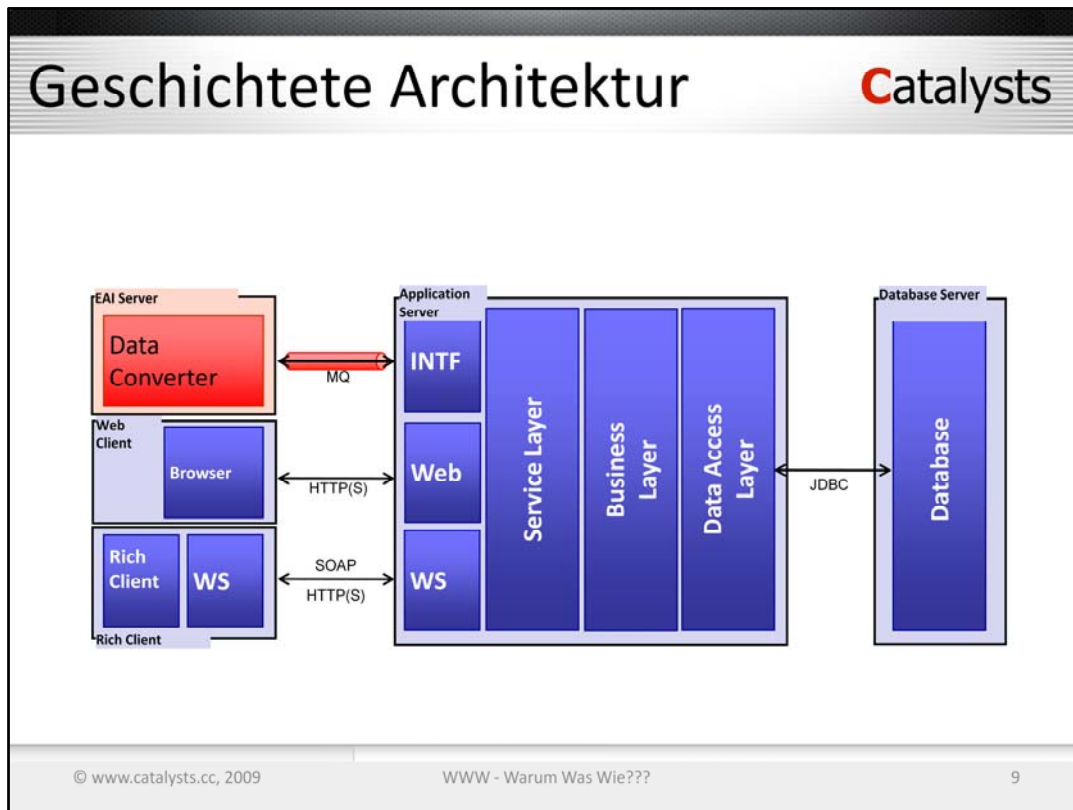 Geschichtete Architektur
Catalysts
EAI Server
Data
Converter
MQ
Web
Client
Browser
HTTP(S)
Rich
Client
WS
Rich Client
SOAP
HTTP(S)
Application
Server
INTF
Web
WS
Service Layer
Business
Layer
Data Access
Layer
JDBC
Database Server
Database
© www.catalysts.cc, 2009
WWW - Warum Was Wie???
9